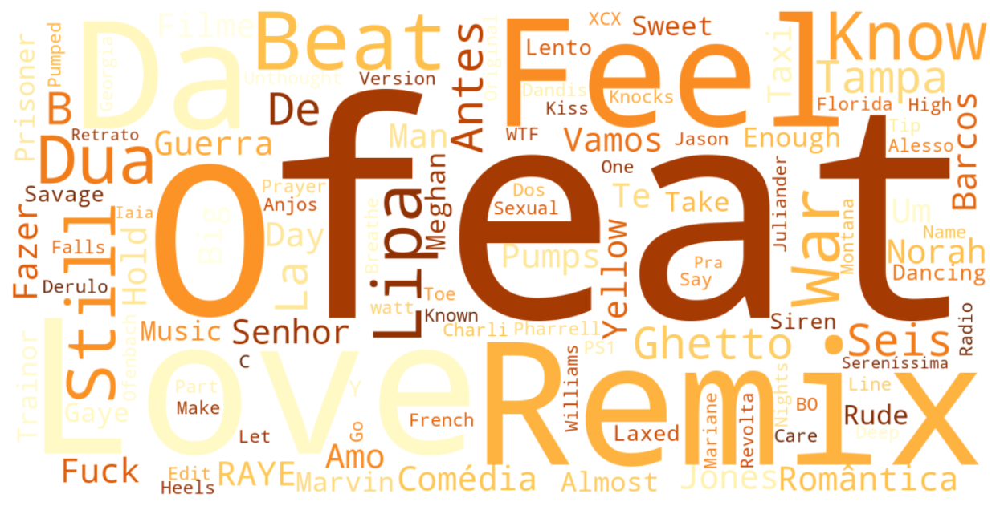 Prisoner
Pumped
Georgia
Da
Filme
Unthought
Beat
Version
Antes
Original
Feel
XCX
Sweet
Lento
Dandis
Kiss
Knocks
Taxi
Know
Tampa
Florida
High
Tip
Alesso
Barcos
B
Retrato
Dua
Guerra
De
Man
WTF
Vamos
Jason
Enough
One
Savage
Fazer
Falls
Derulo
Iaia
Still
Hold
Big
Prayer
Anjos
Day
La
o
feat
Lipa
Breathe
Meghan
Dos
Sexual
Te
Take
Pumps
Yellow
Pra
Say
Juliander
War
Montana
Um
Name
Norah
Dancing
watt
Toe
Known
Charli
Pharrell
PS1
Music
Senhor
Ghetto
Siren
Seis
Radio
Sereníssima
Trainor
Ofenbach
Gaye
Love
C
Part
Make
Y
Let
Go
French
Remix
Williams
Laxed
Mariane
Revolta
Nights
BO
Care
Line
Rude
Deep
Fuck
Edit
Heels
RAYE
Marvin
Amo
Comédia
Almost
Jones
Romântica